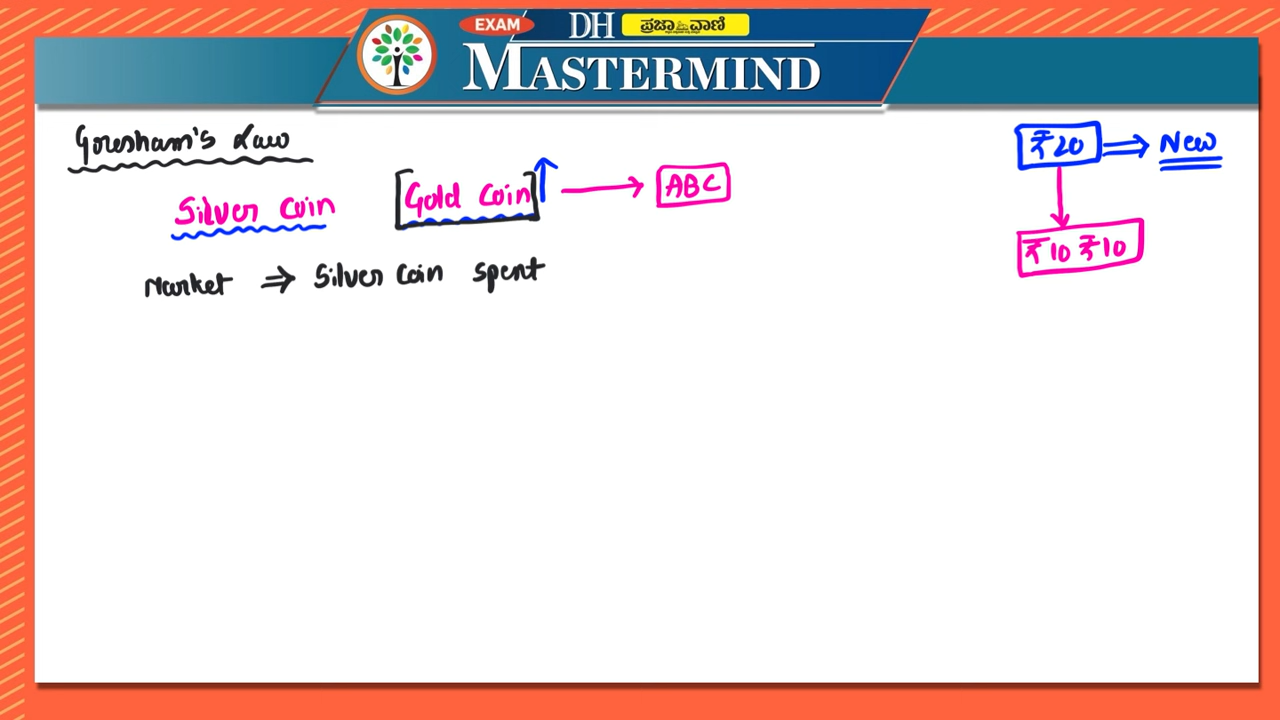 EXAM
DH ಪ್ರಜಾವಾಣಿ
MASTERMIND
Goresham's Law
₹20 ⇒ New
Silver coin [Gold coin]↑ → ABC
₹10 ₹10
Market ⇒ Silver coin spent